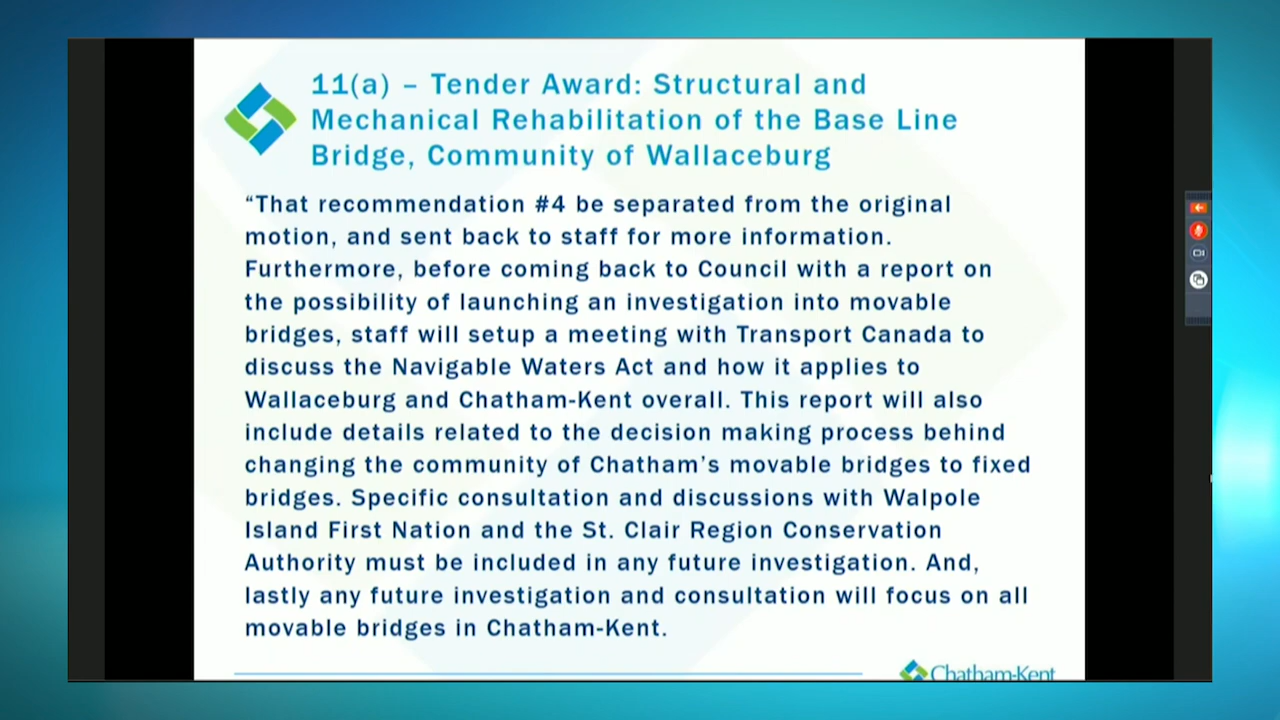 11(a) – Tender Award: Structural and
Mechanical Rehabilitation of the Base Line
Bridge, Community of Wallaceburg
“That recommendation #4 be separated from the original
motion, and sent back to staff for more information.
Furthermore, before coming back to Council with a report on
the possibility of launching an investigation into movable
bridges, staff will setup a meeting with Transport Canada to
discuss the Navigable Waters Act and how it applies to
Wallaceburg and Chatham-Kent overall. This report will also
include details related to the decision making process behind
changing the community of Chatham’s movable bridges to fixed
bridges. Specific consultation and discussions with Walpole
Island First Nation and the St. Clair Region Conservation
Authority must be included in any future investigation. And,
lastly any future investigation and consultation will focus on all
movable bridges in Chatham-Kent.
Chatham-Kent